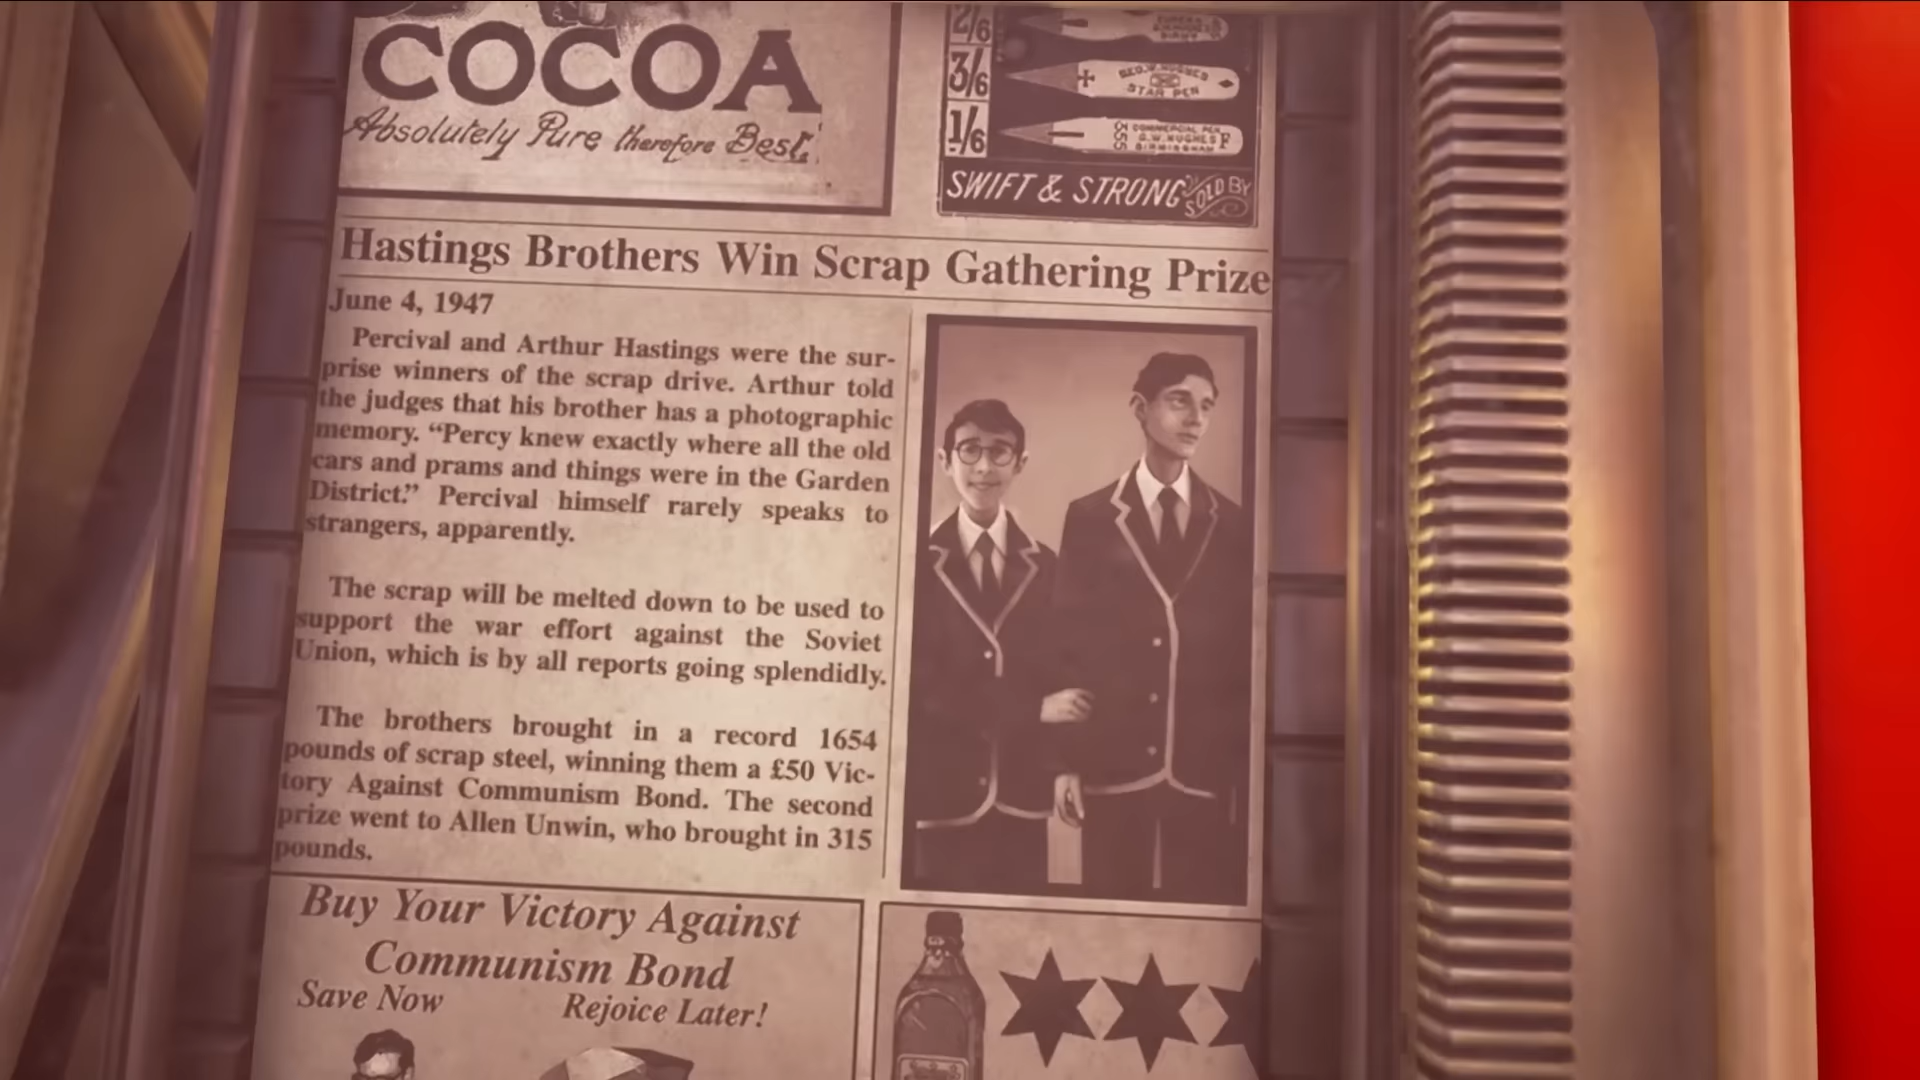 COCOA
Absolutely Pure therefore Best.
2/6
3/6
GEO. W. HUGHES
STAR PEN
1/6
COMMERCIAL PEN
G.W. HUGHES F
BIRMINGHAM
SWIFT & STRONG SOLD BY
Hastings Brothers Win Scrap Gathering Prize
June 4, 1947
Percival and Arthur Hastings were the sur-
prise winners of the scrap drive. Arthur told
the judges that his brother has a photographic
memory. “Percy knew exactly where all the old
cars and prams and things were in the Garden
District.” Percival himself rarely speaks to
strangers, apparently.
The scrap will be melted down to be used to
support the war effort against the Soviet
Union, which is by all reports going splendidly.
The brothers brought in a record 1654
pounds of scrap steel, winning them a £50 Vic-
tory Against Communism Bond. The second
prize went to Allen Unwin, who brought in 315
pounds.
Buy Your Victory Against
Communism Bond
Save Now
Rejoice Later!